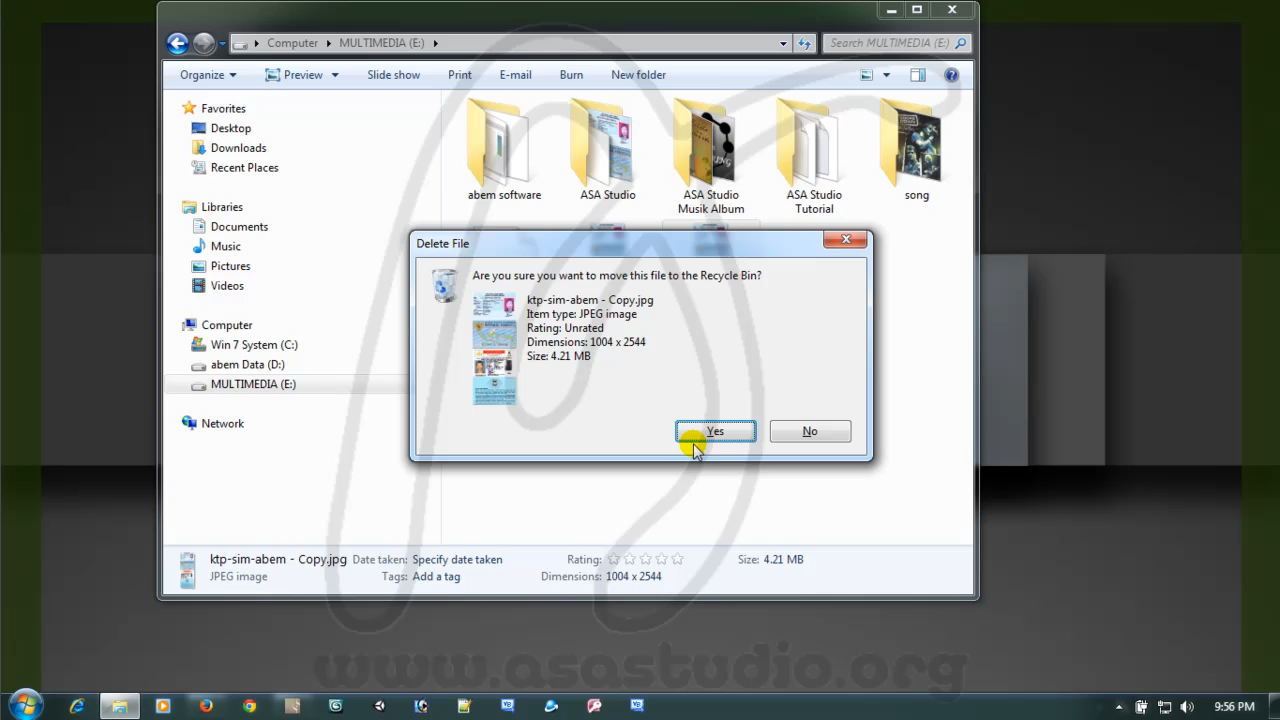 Computer
MULTIMEDIA (E:)
Search MULTIMEDIA (E:)
Organize
Preview
Slide show
Print
E-mail
Burn
New folder
Favorites
Desktop
Downloads
Recent Places
Libraries
Documents
Music
Pictures
Videos
Computer
Win 7 System (C:)
abem Data (D:)
MULTIMEDIA (E:)
Network
abem software
ASA Studio
ASA Studio
Musik Album
ASA Studio
Tutorial
song
Delete File
Are you sure you want to move this file to the Recycle Bin?
ktp-sim-abem - Copy.jpg
Item type: JPEG image
Rating: Unrated
Dimensions: 1004 x 2544
Size: 4.21 MB
Yes
No
ktp-sim-abem - Copy.jpg
Date taken: Specify date taken
Rating:
Size: 4.21 MB
JPEG image
Tags: Add a tag
Dimensions: 1004 x 2544
www.asastudio.org
9:56 PM